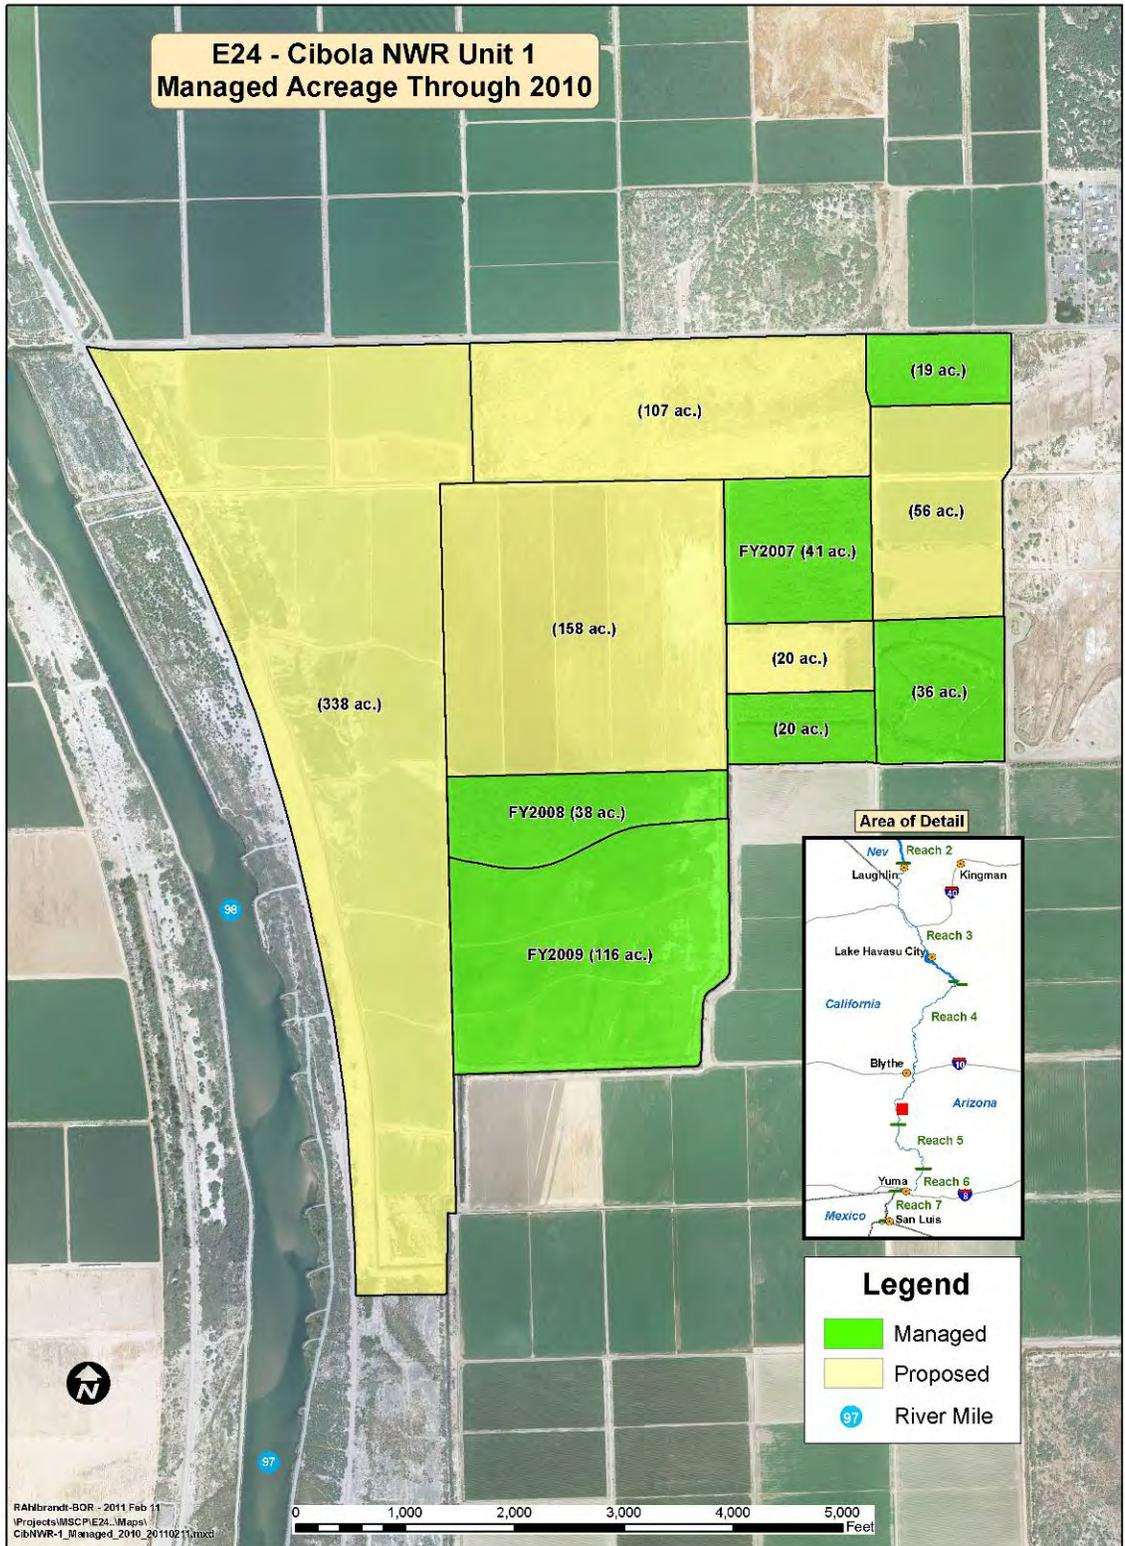 E24 - Cibola NWR Unit 1
Managed Acreage Through 2010
(19 ac.)
(107 ac.)
(56 ac.)
FY2007 (41 ac.)
(158 ac.)
(20 ac.)
(36 ac.)
(338 ac.)
(20 ac.)
FY2008 (38 ac.)
FY2009 (116 ac.)
98
97
Area of Detail
Nev
Reach 2
Laughlin
Kingman
40
Reach 3
Lake Havasu City
California
Reach 4
Blythe
10
Arizona
Reach 5
Yuma
Reach 6
8
Reach 7
Mexico
San Luis
Legend
Managed
Proposed
97
River Mile
N
RAhlbrandt-BOR - 2011 Feb 11
\Projects\MSCP\E24..\Maps\
CibNWR-1_Managed_2010_20110211.mxd
0 1,000 2,000 3,000 4,000 5,000
Feet